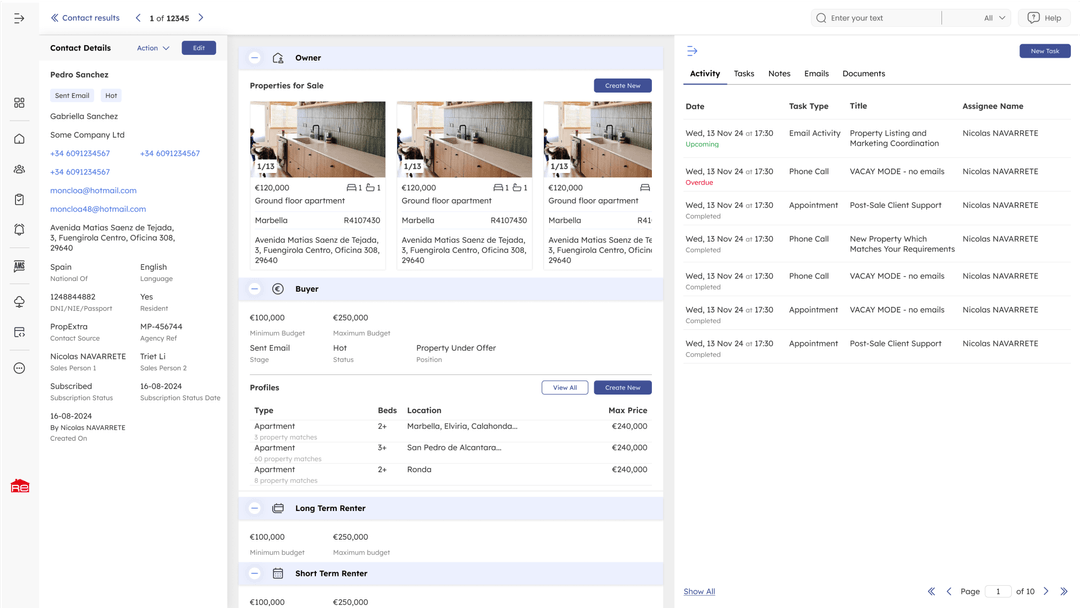 Contact results
1 of 12345
Enter your text
All
Help
Contact Details
Action
Edit
Pedro Sanchez
Sent Email
Hot
Gabriella Sanchez
Some Company Ltd
+34 6091234567
+34 6091234567
+34 6091234567
moncloa@hotmail.com
moncloa48@hotmail.com
Avenida Matias Saenz de Tejada,
3, Fuengirola Centro, Oficina 308,
29640
Spain
English
National Of
Language
1248844882
Yes
DNI/NIE/Passport
Resident
PropExtra
MP-456744
Contact Source
Agency Ref
Nicolas NAVARRETE
Triet Li
Sales Person 1
Sales Person 2
Subscribed
16-08-2024
Subscription Status
Subscription Status Date
16-08-2024
By Nicolas NAVARRETE
Created On
AMS
RE
Owner
Properties for Sale
Create New
1/13
1/13
1/13
€120,000
1
1
€120,000
1
1
€120,000
Ground floor apartment
Ground floor apartment
Ground floor apartment
Marbella
R4107430
Marbella
R4107430
Marbella
R41
Avenida Matias Saenz de Tejada,
3, Fuengirola Centro, Oficina 308,
29640
Avenida Matias Saenz de Tejada,
3, Fuengirola Centro, Oficina 308,
29640
Avenida Matias Saenz de Te
3, Fuengirola Centro, Oficin
29640
Buyer
€100,000
€250,000
Minimum Budget
Maximum Budget
Sent Email
Hot
Property Under Offer
Stage
Status
Position
Profiles
View All
Create New
Type
Beds
Location
Max Price
Apartment
2+
Marbella, Elviria, Calahonda...
€240,000
3 property matches
Apartment
3+
San Pedro de Alcantara...
€240,000
60 property matches
Apartment
2+
Ronda
€240,000
8 property matches
Long Term Renter
€100,000
€250,000
Minimum budget
Maximum budget
Short Term Renter
€100,000
€250,000
New Task
Activity
Tasks
Notes
Emails
Documents
Date
Task Type
Title
Assignee Name
Wed, 13 Nov 24 at 17:30
Upcoming
Email Activity
Property Listing and
Marketing Coordination
Nicolas NAVARRETE
Wed, 13 Nov 24 at 17:30
Overdue
Phone Call
VACAY MODE - no emails
Nicolas NAVARRETE
Wed, 13 Nov 24 at 17:30
Completed
Appointment
Post-Sale Client Support
Nicolas NAVARRETE
Wed, 13 Nov 24 at 17:30
Completed
Phone Call
New Property Which
Matches Your Requirements
Nicolas NAVARRETE
Wed, 13 Nov 24 at 17:30
Completed
Phone Call
VACAY MODE - no emails
Nicolas NAVARRETE
Wed, 13 Nov 24 at 17:30
Completed
Appointment
VACAY MODE - no emails
Nicolas NAVARRETE
Wed, 13 Nov 24 at 17:30
Completed
Appointment
Post-Sale Client Support
Nicolas NAVARRETE
Show All
Page
1
of 10